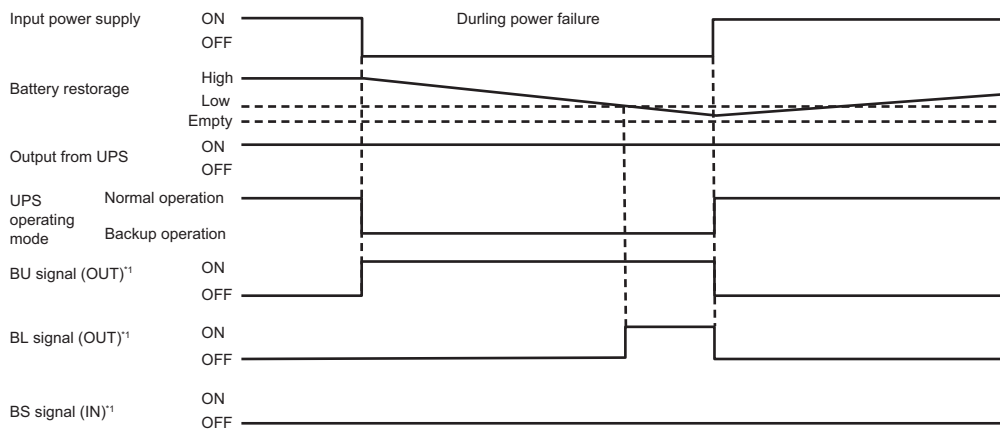 Input power supply ON Durling power failure
OFF
Battery restorage High
Low
Empty
Output from UPS ON
OFF
UPS operating mode Normal operation
Backup operation
BU signal (OUT)*1 ON
OFF
BL signal (OUT)*1 ON
OFF
BS signal (IN)*1 ON
OFF